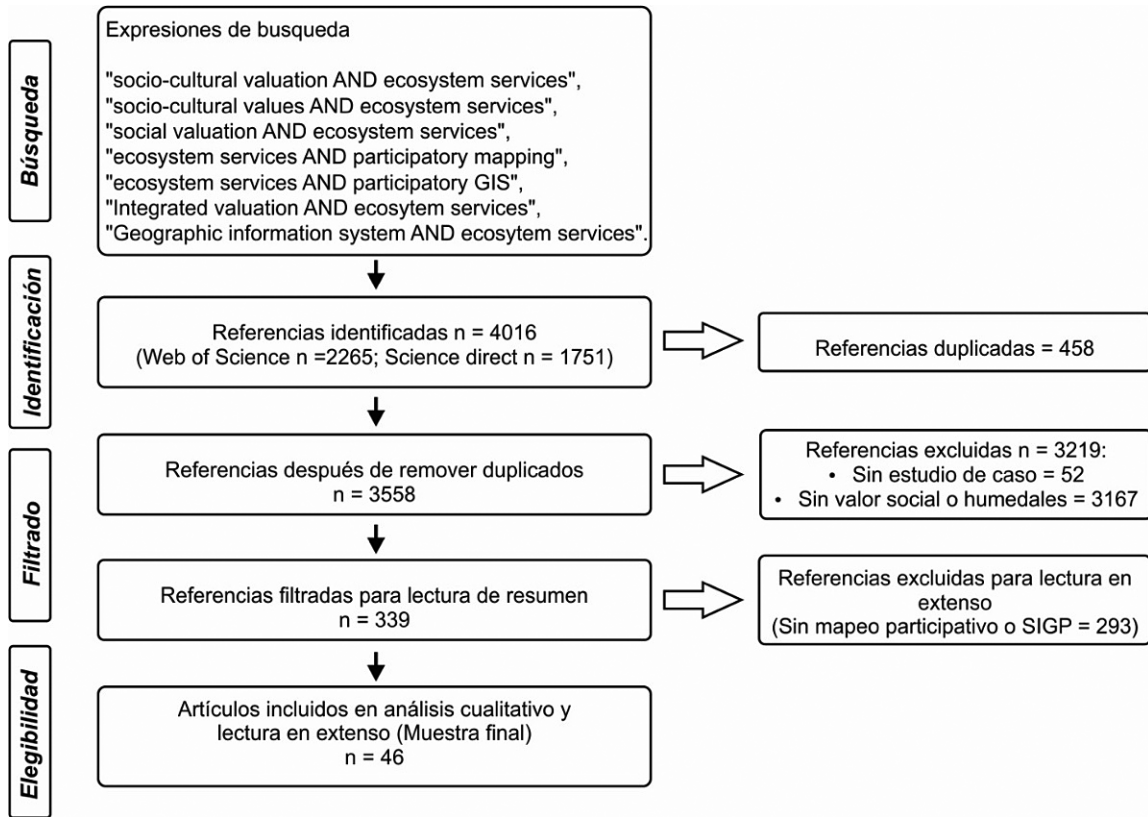 Búsqueda
Expresiones de busqueda
"socio-cultural valuation AND ecosystem services",
"socio-cultural values AND ecosystem services",
"social valuation AND ecosystem services",
"ecosystem services AND participatory mapping",
"ecosystem services AND participatory GIS",
"Integrated valuation AND ecosytem services",
"Geographic information system AND ecosytem services".
Identificación
Referencias identificadas n = 4016
(Web of Science n =2265; Science direct n = 1751)
Referencias duplicadas = 458
Filtrado
Referencias después de remover duplicados
n = 3558
Referencias excluidas n = 3219:
• Sin estudio de caso = 52
• Sin valor social o humedales = 3167
Referencias filtradas para lectura de resumen
n = 339
Referencias excluidas para lectura en
extenso
(Sin mapeo participativo o SIGP = 293)
Elegibilidad
Artículos incluidos en análisis cualitativo y
lectura en extenso (Muestra final)
n = 46